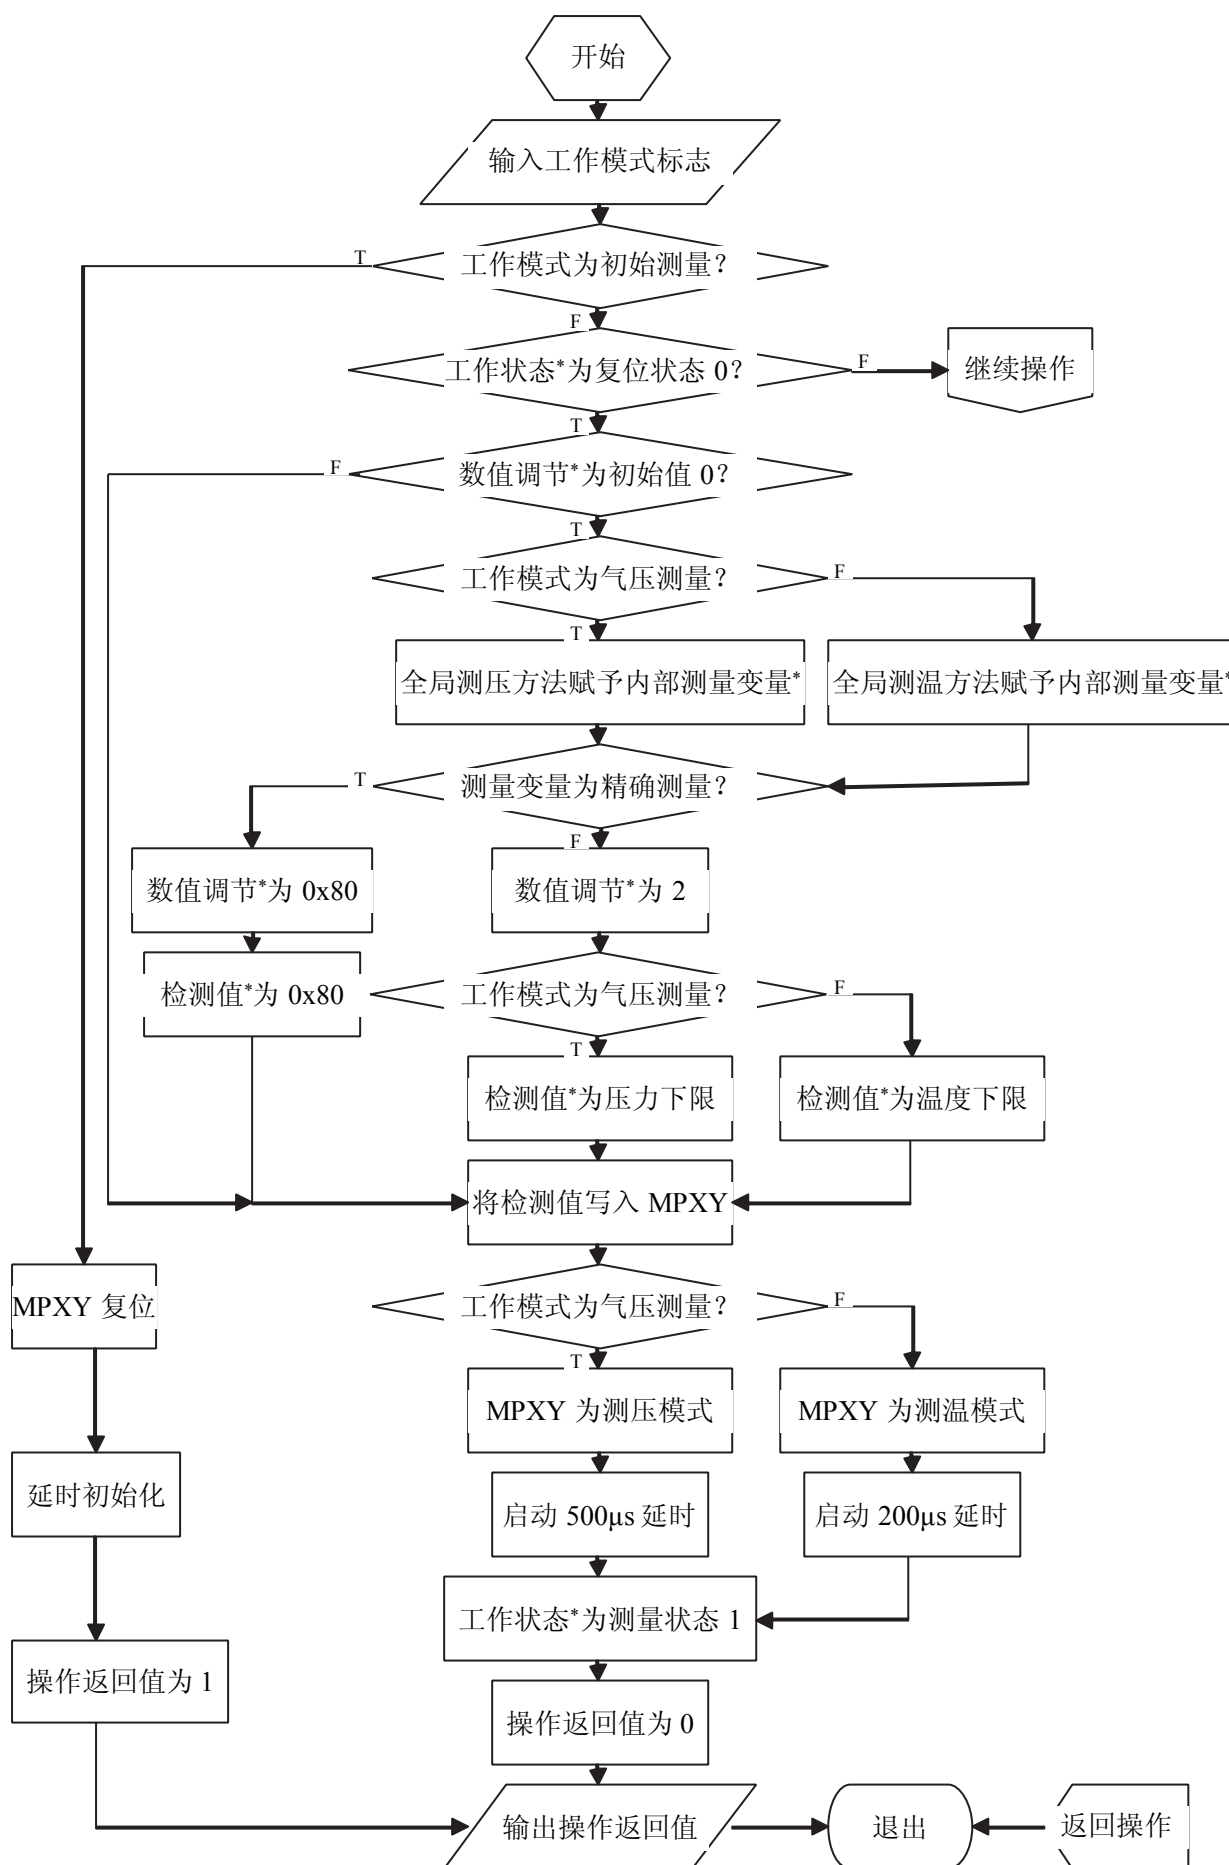 开始
输入工作模式标志
T
工作模式为初始测量？
F
工作状态*为复位状态 0？
F
继续操作
T
F
数值调节*为初始值 0？
T
工作模式为气压测量？
F
T
全局测压方法赋予内部测量变量*
全局测温方法赋予内部测量变量*
T
测量变量为精确测量？
F
数值调节*为 0x80
数值调节*为 2
检测值*为 0x80
工作模式为气压测量？
F
T
检测值*为压力下限
检测值*为温度下限
将检测值写入 MPXY
MPXY 复位
工作模式为气压测量？
F
T
MPXY 为测压模式
MPXY 为测温模式
延时初始化
启动 500μs 延时
启动 200μs 延时
工作状态*为测量状态 1
操作返回值为 1
操作返回值为 0
输出操作返回值
退出
返回操作